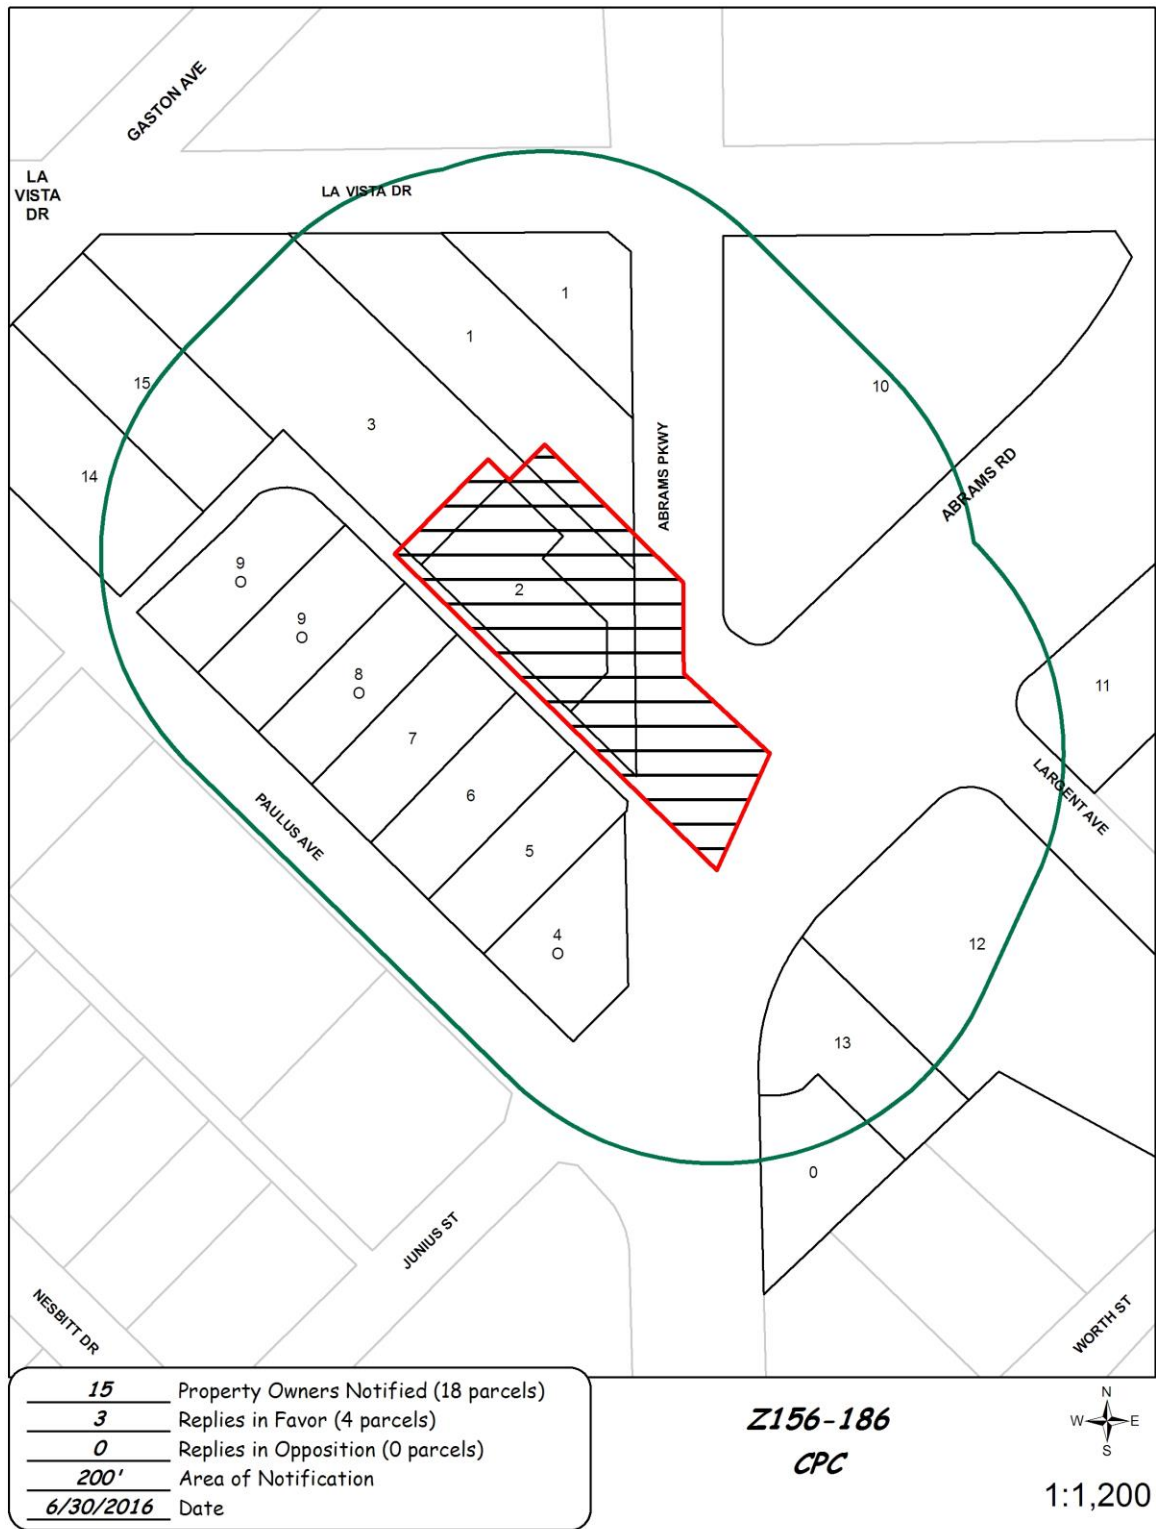 GASTON AVE
LA
VISTA
DR
LA VISTA DR
1
1
10
15
3
ABRAMS PKWY
ABRAMS RD
14
9
O
2
9
O
8
O
11
7
6
LARGENT AVE
PAULUS AVE
5
4
O
12
13
0
JUNIUS ST
NESBITT DR
WORTH ST
15 Property Owners Notified (18 parcels)
3 Replies in Favor (4 parcels)
0 Replies in Opposition (0 parcels)
200' Area of Notification
6/30/2016 Date
Z156-186
CPC
N
W E
S
1:1,200